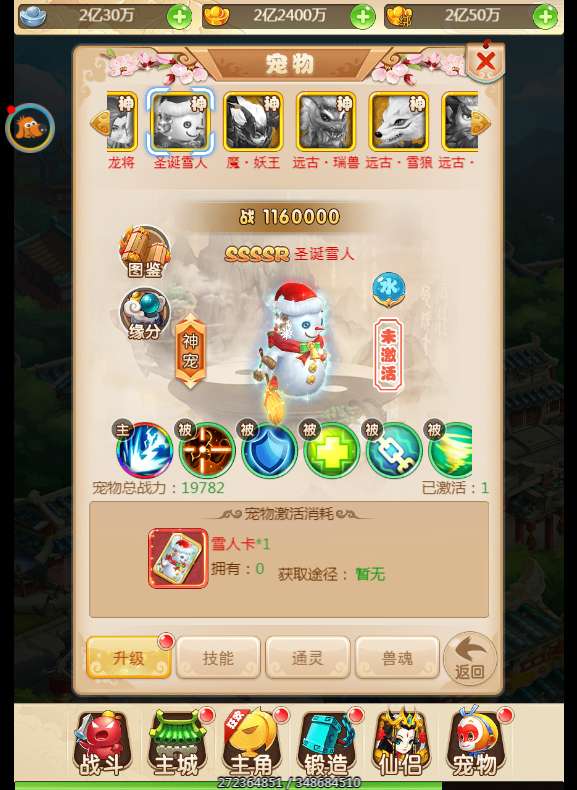 2亿30万
2亿2400万
2亿50万
宠物
神
神
神
神
神
龙将
圣诞雪人
魔·妖王
远古·瑞兽
远古·雪狼
远古·
战 1160000
SSSSR 圣诞雪人
图鉴
水
缘分
神宠
未激活
主
被
被
被
被
被
宠物总战力：19782
已激活：1
宠物激活消耗
雪人卡*1
拥有：0
获取途径：暂无
升级
技能
通灵
兽魂
返回
狂欢
战斗
主城
主角
锻造
仙侣
宠物
272364851 / 348684510